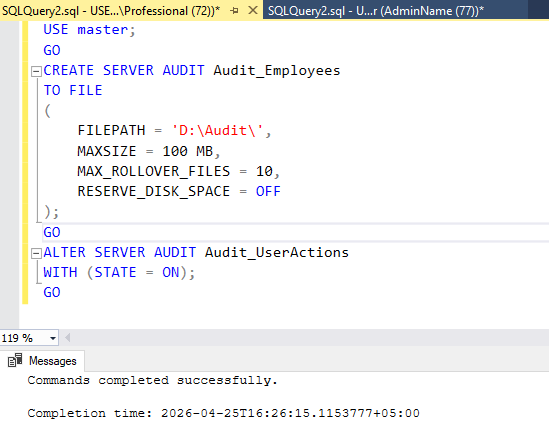 SQLQuery2.sql - USE...\Professional (72))* SQLQuery2.sql - U...r (AdminName (77))*
USE master;
GO
CREATE SERVER AUDIT Audit_Employees
TO FILE
(
    FILEPATH = 'D:\Audit\',
    MAXSIZE = 100 MB,
    MAX_ROLLOVER_FILES = 10,
    RESERVE_DISK_SPACE = OFF
);
GO
ALTER SERVER AUDIT Audit_UserActions
WITH (STATE = ON);
GO
119 %
Messages
Commands completed successfully.
Completion time: 2026-04-25T16:26:15.1153777+05:00